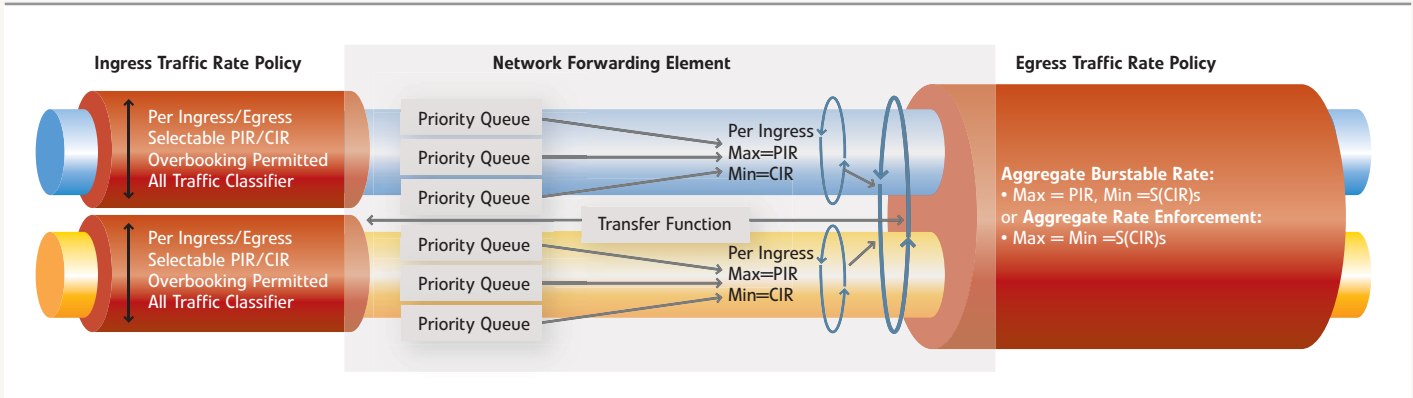 Ingress Traffic Rate Policy
Network Forwarding Element
Egress Traffic Rate Policy
Per Ingress/Egress
Selectable PIR/CIR
Overbooking Permitted
All Traffic Classifier
Priority Queue
Priority Queue
Priority Queue
Per Ingress
Max=PIR
Min=CIR
Transfer Function
Per Ingress/Egress
Selectable PIR/CIR
Overbooking Permitted
All Traffic Classifier
Priority Queue
Priority Queue
Priority Queue
Per Ingress
Max=PIR
Min=CIR
Aggregate Burstable Rate:
• Max = PIR, Min =S(CIR)s
or Aggregate Rate Enforcement:
• Max = Min =S(CIR)s